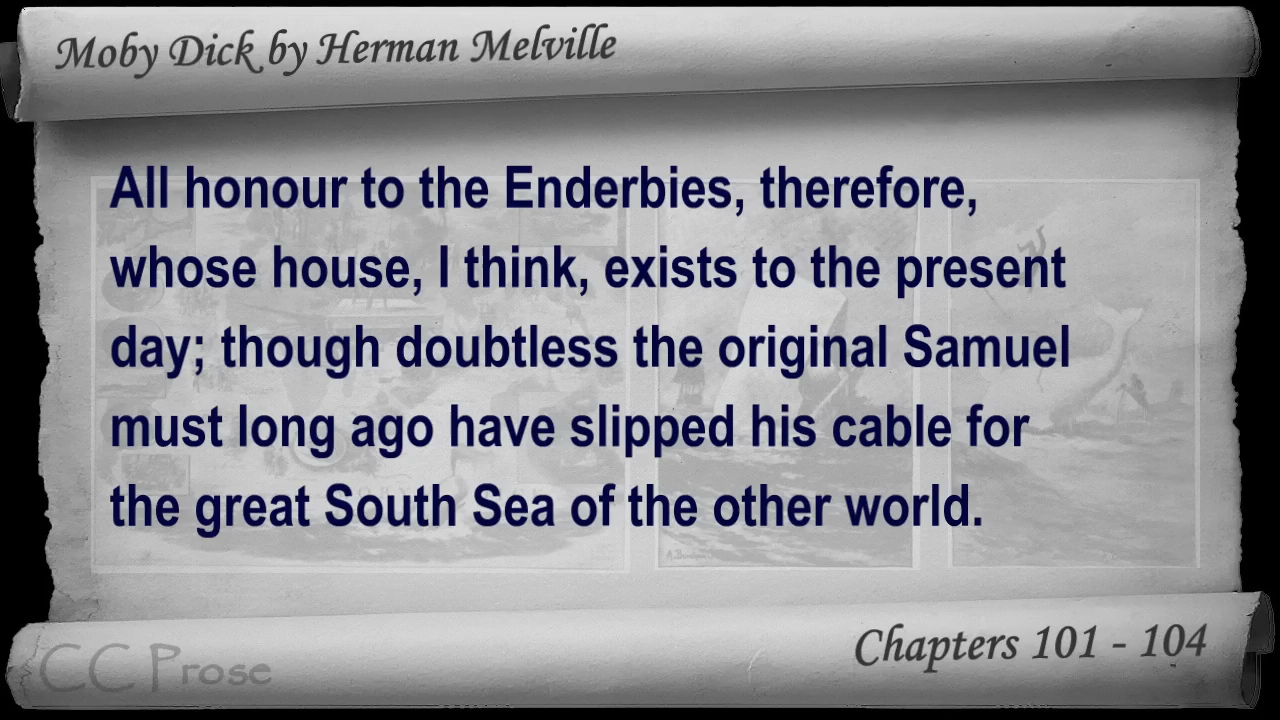 Moby Dick by Herman Melville
All honour to the Enderbies, therefore,
whose house, I think, exists to the present
day; though doubtless the original Samuel
must long ago have slipped his cable for
the great South Sea of the other world.
Chapters 101 - 104
CC Prose